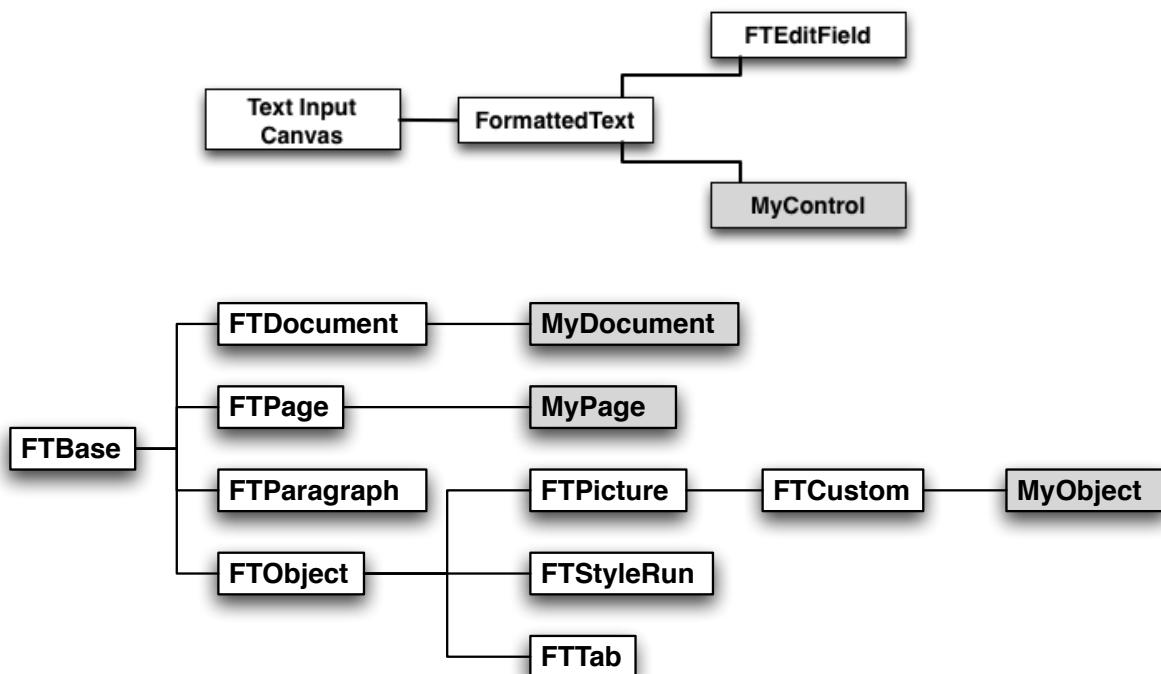 FTEditField
Text Input
Canvas
FormattedText
MyControl
FTDocument
MyDocument
FTPage
MyPage
FTBase
FTParagraph
FTPicture
FTCustom
MyObject
FTObject
FTStyleRun
FTTab